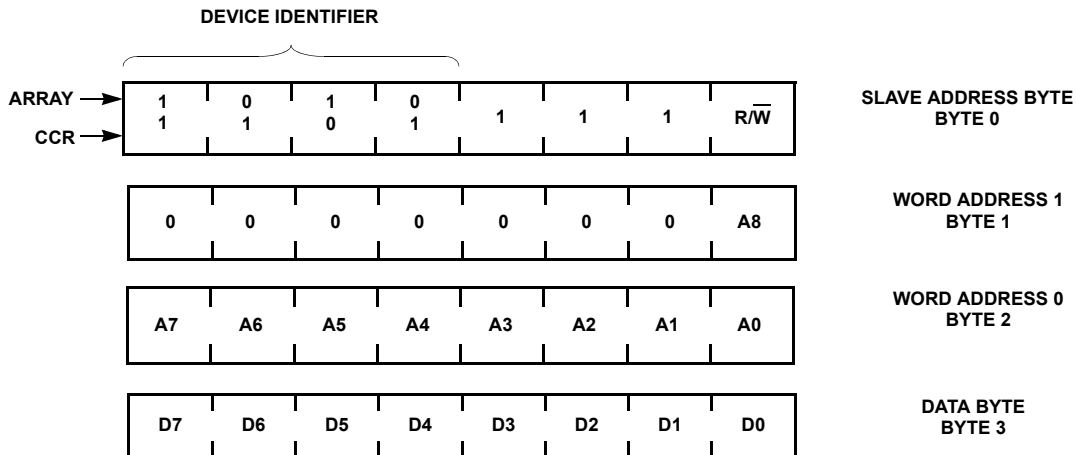 DEVICE IDENTIFIER
ARRAY 1 0 1 0
CCR 1 1 0 1 1 1 1 R/W̅
SLAVE ADDRESS BYTE
BYTE 0
0 0 0 0 0 0 0 A8
WORD ADDRESS 1
BYTE 1
A7 A6 A5 A4 A3 A2 A1 A0
WORD ADDRESS 0
BYTE 2
D7 D6 D5 D4 D3 D2 D1 D0
DATA BYTE
BYTE 3